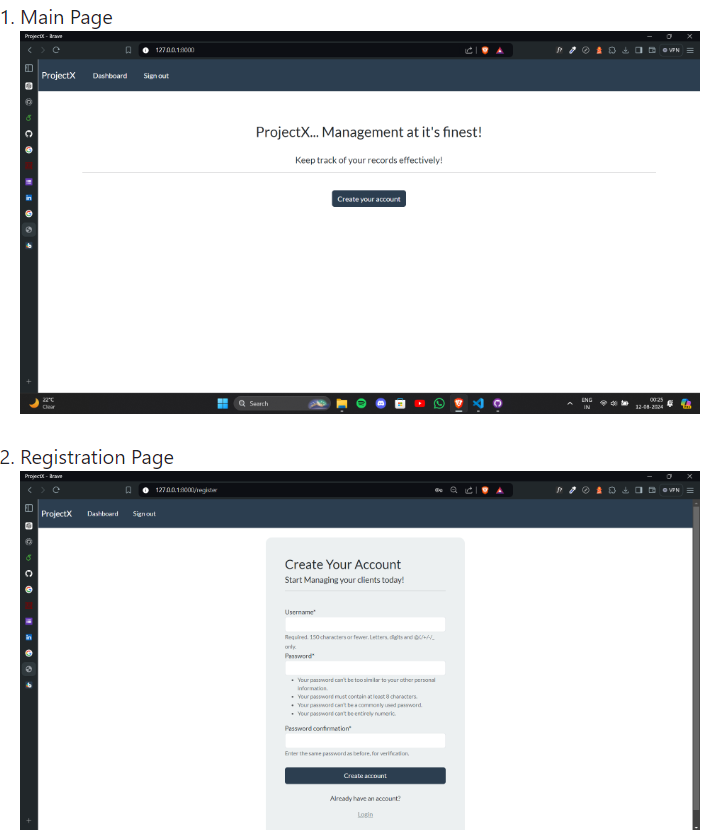 1. Main Page
ProjectX - Brave
127.0.0.1:8000
VPN
ProjectX Dashboard Sign out
ProjectX... Management at it's finest!
Keep track of your records effectively!
Create your account
22°C
Clear
Search
ENG
IN
00:25
12-08-2024
2. Registration Page
ProjectX - Brave
127.0.0.1:8000/register
VPN
ProjectX Dashboard Sign out
Create Your Account
Start Managing your clients today!
Username*
Required. 150 characters or fewer. Letters, digits and @/./+/-/_
only.
Password*
Your password can't be too similar to your other personal
information.
Your password must contain at least 8 characters.
Your password can't be a commonly used password.
Your password can't be entirely numeric.
Password confirmation*
Enter the same password as before, for verification.
Create account
Already have an account?
Login